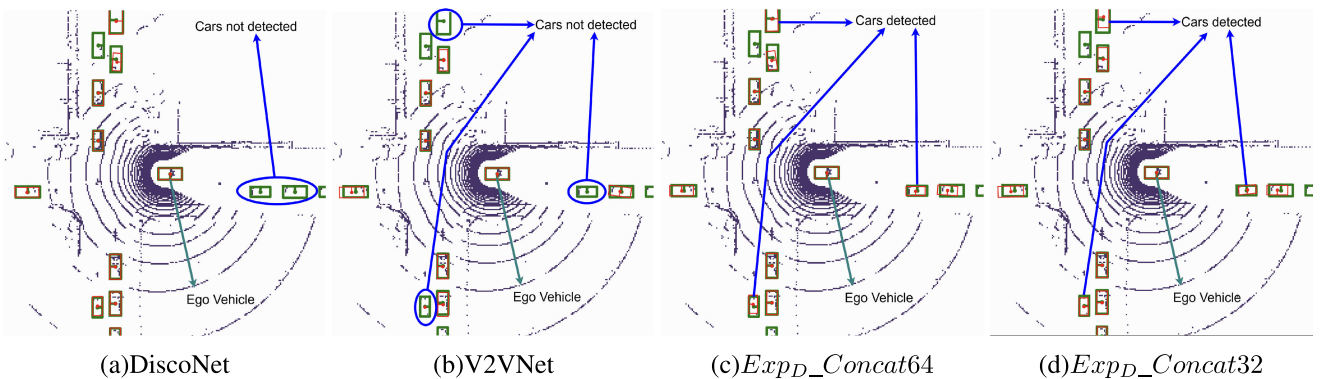 Cars not detected
Ego Vehicle
(a)DiscoNet
Cars not detected
Ego Vehicle
(b)V2VNet
Cars detected
Ego Vehicle
(c)Exp_D_Concat64
Cars detected
Ego Vehicle
(d)Exp_D_Concat32